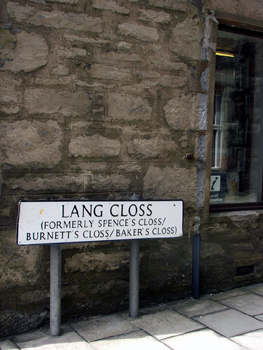 LANG CLOSS
(FORMERLY SPENCE'S CLOSS/
BURNETT'S CLOSS/BAKER'S CLOSS)
i